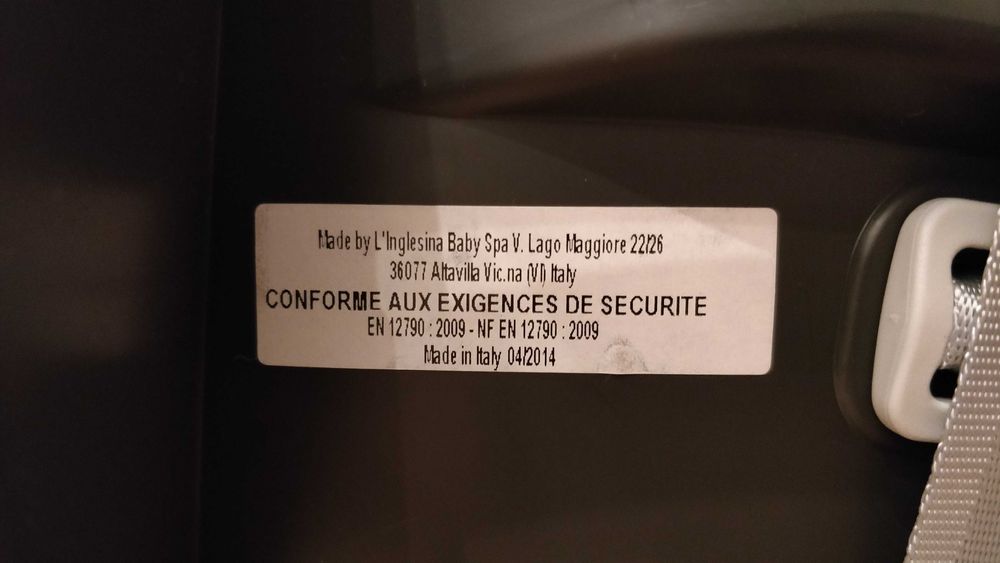 Made by L'Inglesina Baby Spa V. Lago Maggiore 22/26
36077 Altavilla Vic.na (VI) Italy
CONFORME AUX EXIGENCES DE SECURITE
EN 12790 : 2009 - NF EN 12790 : 2009
Made in Italy 04/2014